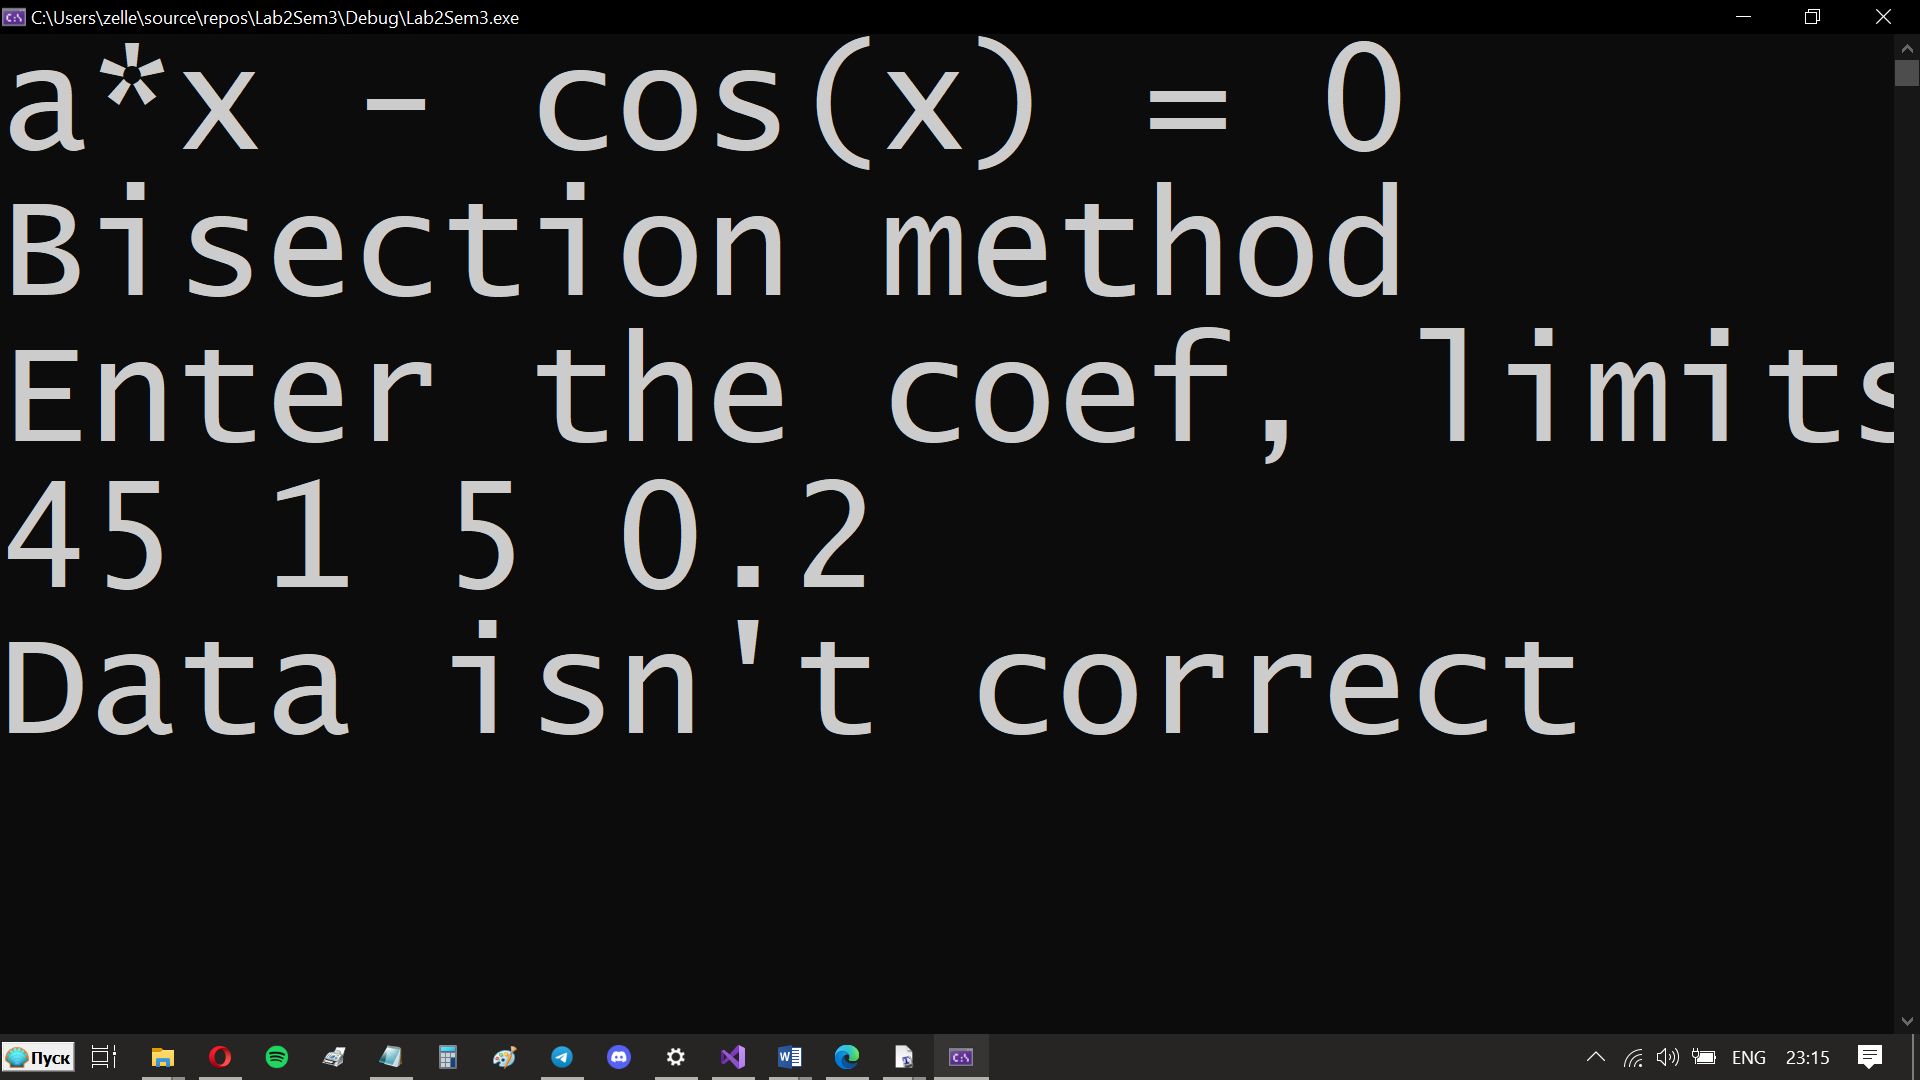 C:\Users\zelle\source\repos\Lab2Sem3\Debug\Lab2Sem3.exe
a*x - cos(x) = 0
Bisection method
Enter the coef, limits
45 1 5 0.2
Data isn't correct
Пуск
ENG 23:15